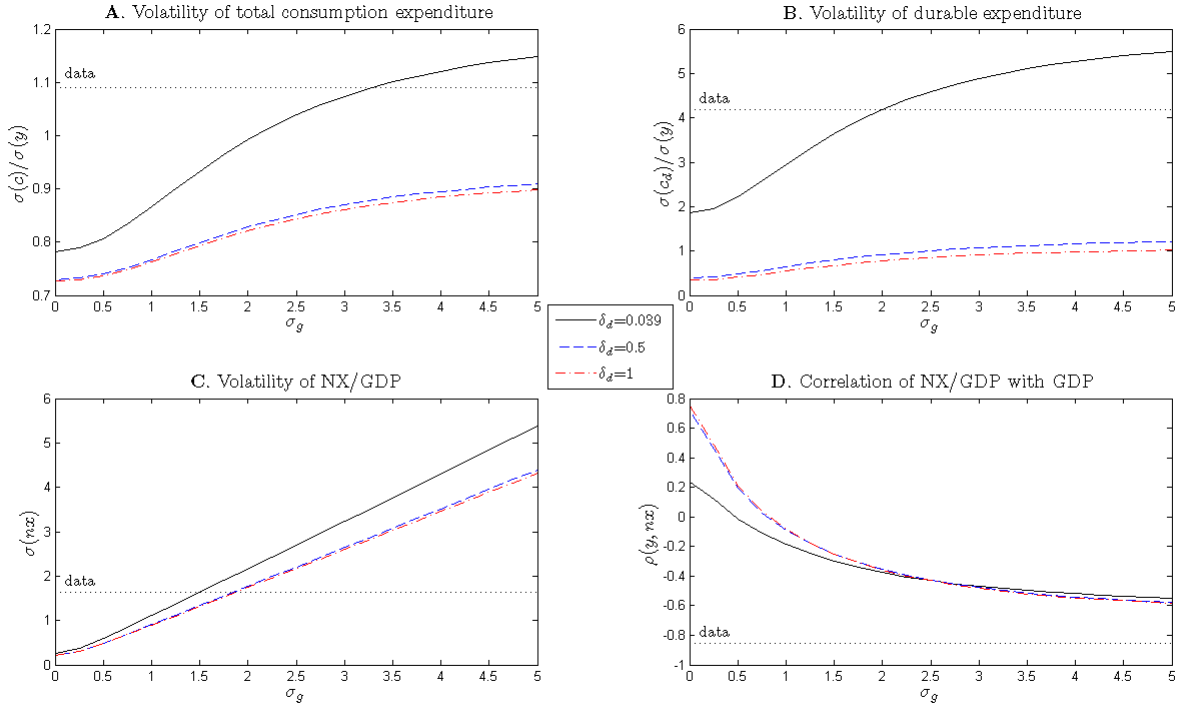 A. Volatility of total consumption expenditure
1.2
1.1
1
0.9
0.8
0.7
σ(c)/σ(y)
data
0 0.5 1 1.5 2 2.5 3 3.5 4 4.5 5
σg
B. Volatility of durable expenditure
6
5
4
3
2
1
0
σ(cd)/σ(y)
data
0 0.5 1 1.5 2 2.5 3 3.5 4 4.5 5
σg
δd=0.039
δd=0.5
δd=1
C. Volatility of NX/GDP
6
5
4
3
2
1
0
σ(nx)
data
0 0.5 1 1.5 2 2.5 3 3.5 4 4.5 5
σg
D. Correlation of NX/GDP with GDP
0.8
0.6
0.4
0.2
0
-0.2
-0.4
-0.6
-0.8
-1
ρ(y,nx)
data
0 0.5 1 1.5 2 2.5 3 3.5 4 4.5 5
σg